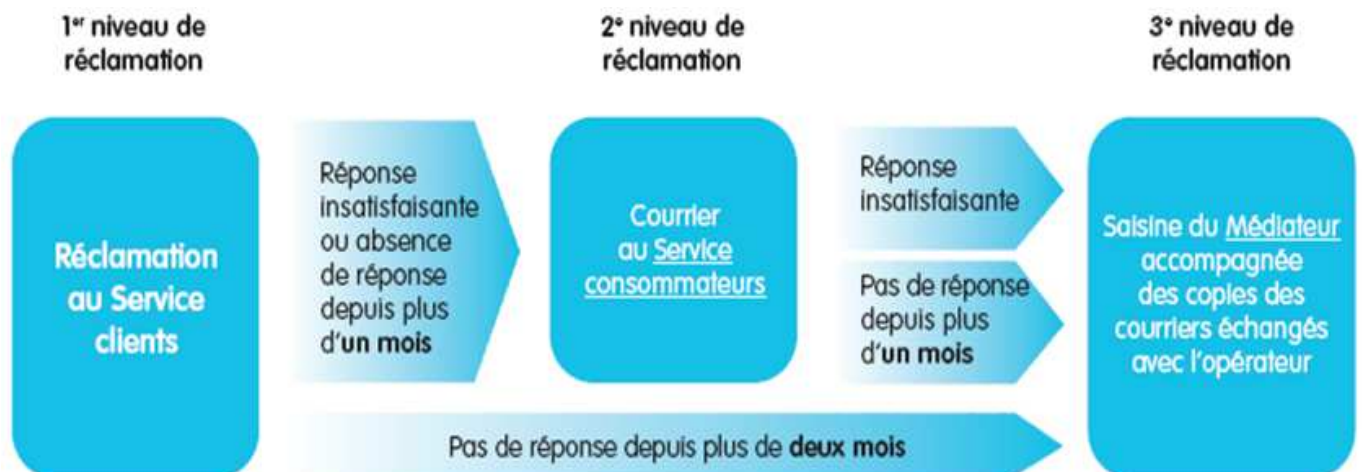 1er niveau de
réclamation
2e niveau de
réclamation
3e niveau de
réclamation
Réclamation
au Service
clients
Réponse
insatisfaisante
ou absence
de réponse
depuis plus
d'un mois
Courrier
au Service
consommateurs
Réponse
insatisfaisante
Pas de réponse
depuis plus
d'un mois
Saisine du Médiateur
accompagnée
des copies des
courriers échangés
avec l'opérateur
Pas de réponse depuis plus de deux mois